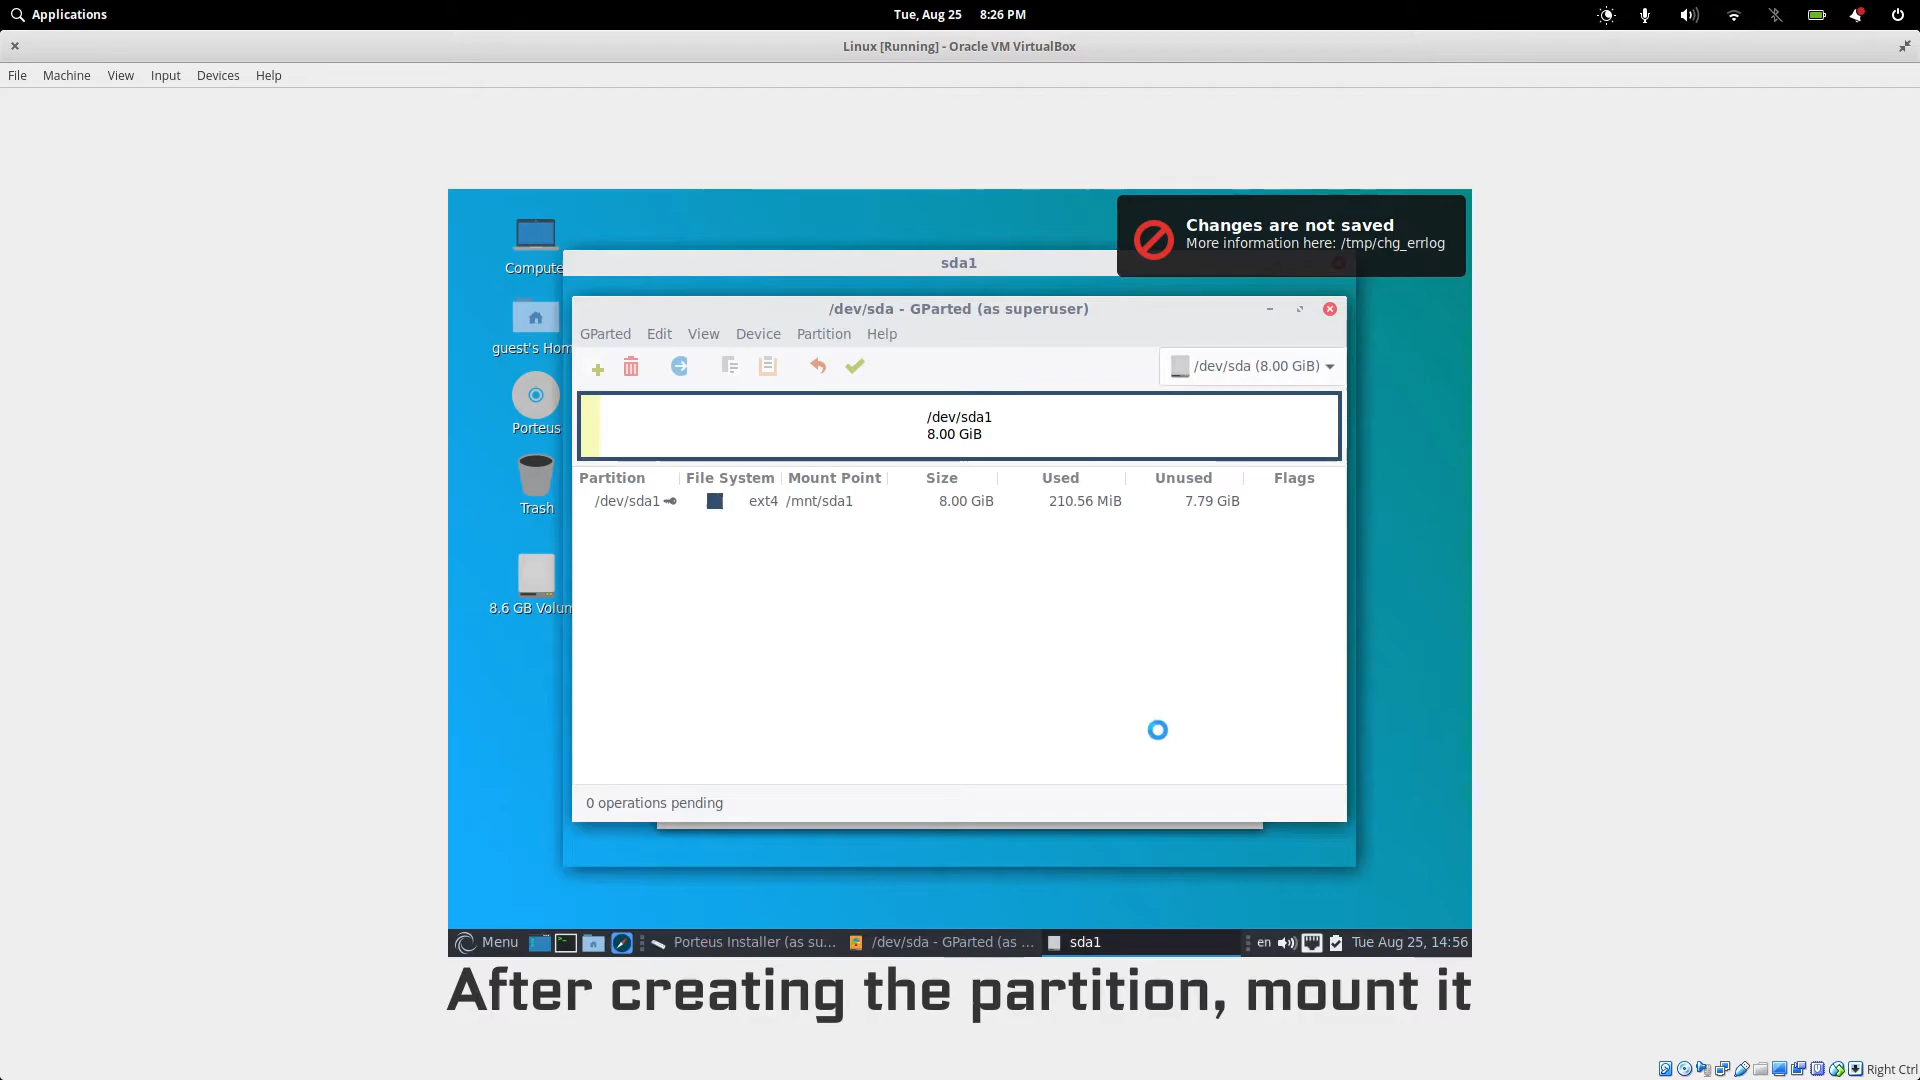 Applications
Tue, Aug 25 8:26 PM
Linux [Running] - Oracle VM VirtualBox
File Machine View Input Devices Help
Changes are not saved
More information here: /tmp/chg_errlog
sda1
/dev/sda - GParted (as superuser)
GParted Edit View Device Partition Help
/dev/sda (8.00 GiB)
/dev/sda1
8.00 GiB
Partition File System Mount Point Size Used Unused Flags
/dev/sda1 ext4 /mnt/sda1 8.00 GiB 210.56 MiB 7.79 GiB
0 operations pending
Compute
guest's Hom
Porteus
Trash
8.6 GB Volum
Menu Porteus Installer (as su... /dev/sda - GParted (as ... sda1 en Tue Aug 25, 14:56
After creating the partition, mount it
Right Ctrl